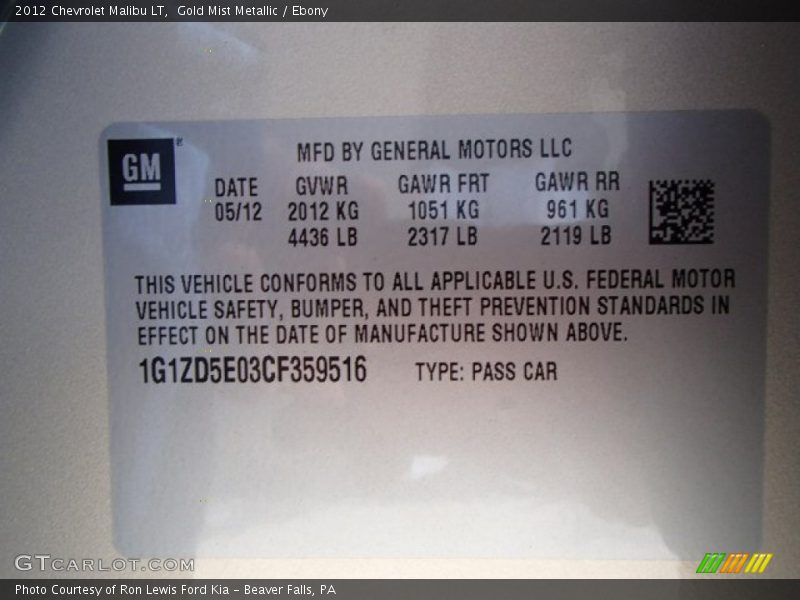 2012 Chevrolet Malibu LT,  Gold Mist Metallic / Ebony
GM
MFD BY GENERAL MOTORS LLC
DATE GVWR GAWR FRT GAWR RR
05/12 2012 KG 1051 KG 961 KG
4436 LB 2317 LB 2119 LB
THIS VEHICLE CONFORMS TO ALL APPLICABLE U.S. FEDERAL MOTOR
VEHICLE SAFETY, BUMPER, AND THEFT PREVENTION STANDARDS IN
EFFECT ON THE DATE OF MANUFACTURE SHOWN ABOVE.
1G1ZD5E03CF359516 TYPE: PASS CAR
GTCARLOT.COM
Photo Courtesy of Ron Lewis Ford Kia – Beaver Falls, PA